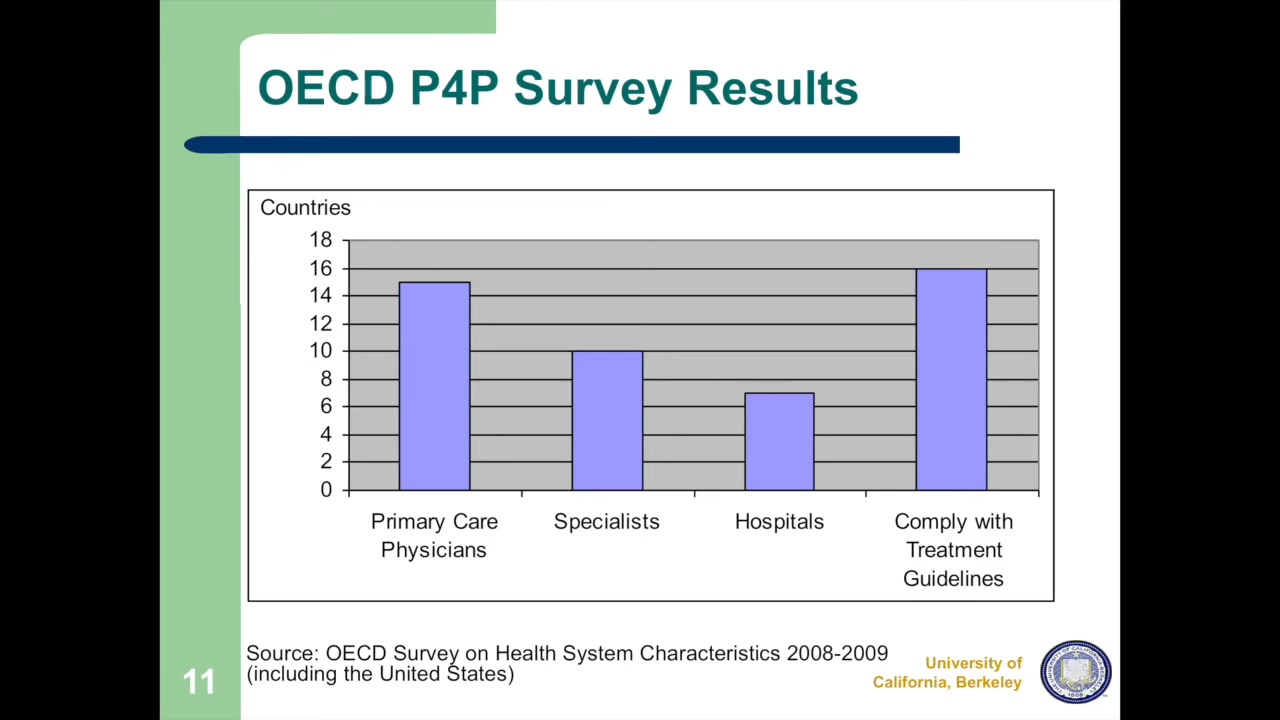 OECD P4P Survey Results
Countries
18
16
14
12
10
8
6
4
2
0
Primary Care
Physicians
Specialists
Hospitals
Comply with
Treatment
Guidelines
Source: OECD Survey on Health System Characteristics 2008-2009
(including the United States)
University of
California, Berkeley
11